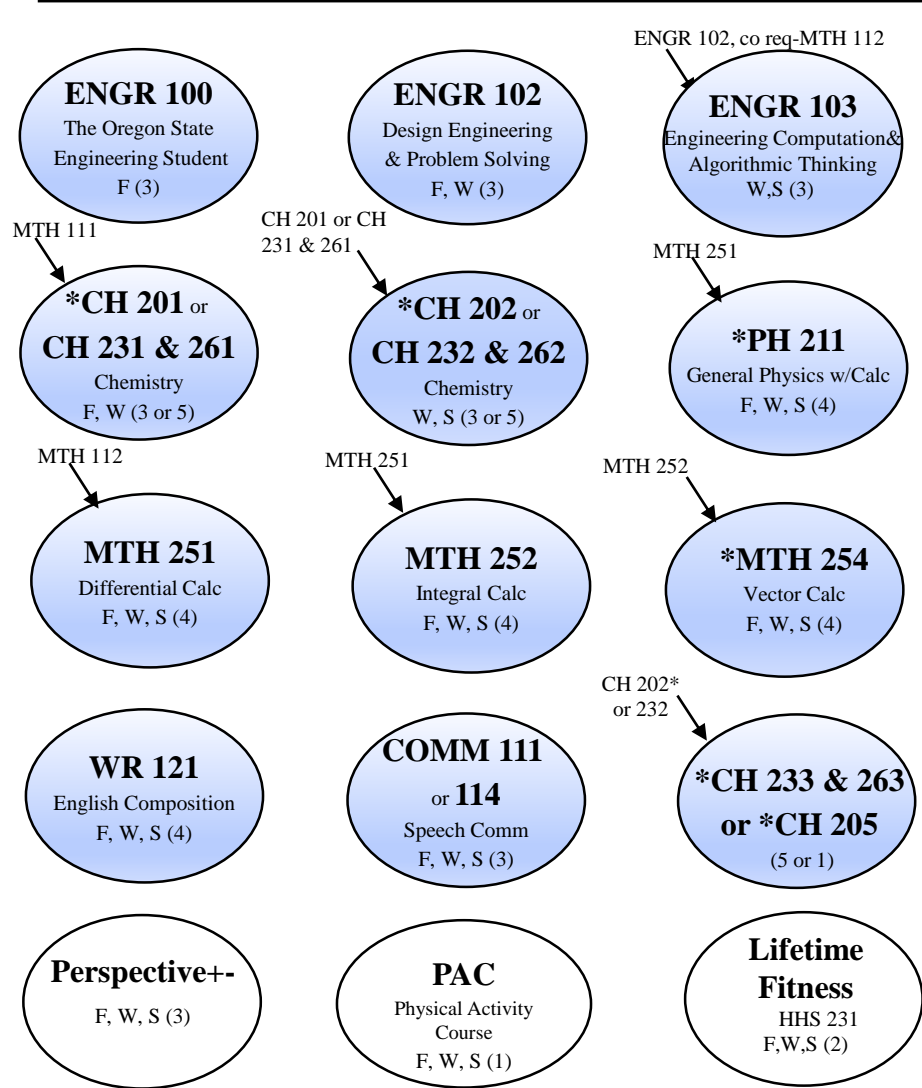 ENGR 102, co req-MTH 112
ENGR 100
The Oregon State
Engineering Student
F (3)
ENGR 102
Design Engineering
& Problem Solving
F, W (3)
ENGR 103
Engineering Computation&
Algorithmic Thinking
W,S (3)
MTH 111
*CH 201 or
CH 231 & 261
Chemistry
F, W (3 or 5)
CH 201 or CH
231 & 261
*CH 202 or
CH 232 & 262
Chemistry
W, S (3 or 5)
MTH 251
*PH 211
General Physics w/Calc
F, W, S (4)
MTH 112
MTH 251
Differential Calc
F, W, S (4)
MTH 251
MTH 252
Integral Calc
F, W, S (4)
MTH 252
*MTH 254
Vector Calc
F, W, S (4)
WR 121
English Composition
F, W, S (4)
COMM 111
or 114
Speech Comm
F, W, S (3)
CH 202*
or 232
*CH 233 & 263
or *CH 205
(5 or 1)
Perspective+-
F, W, S (3)
PAC
Physical Activity
Course
F, W, S (1)
Lifetime
Fitness
HHS 231
F,W,S (2)